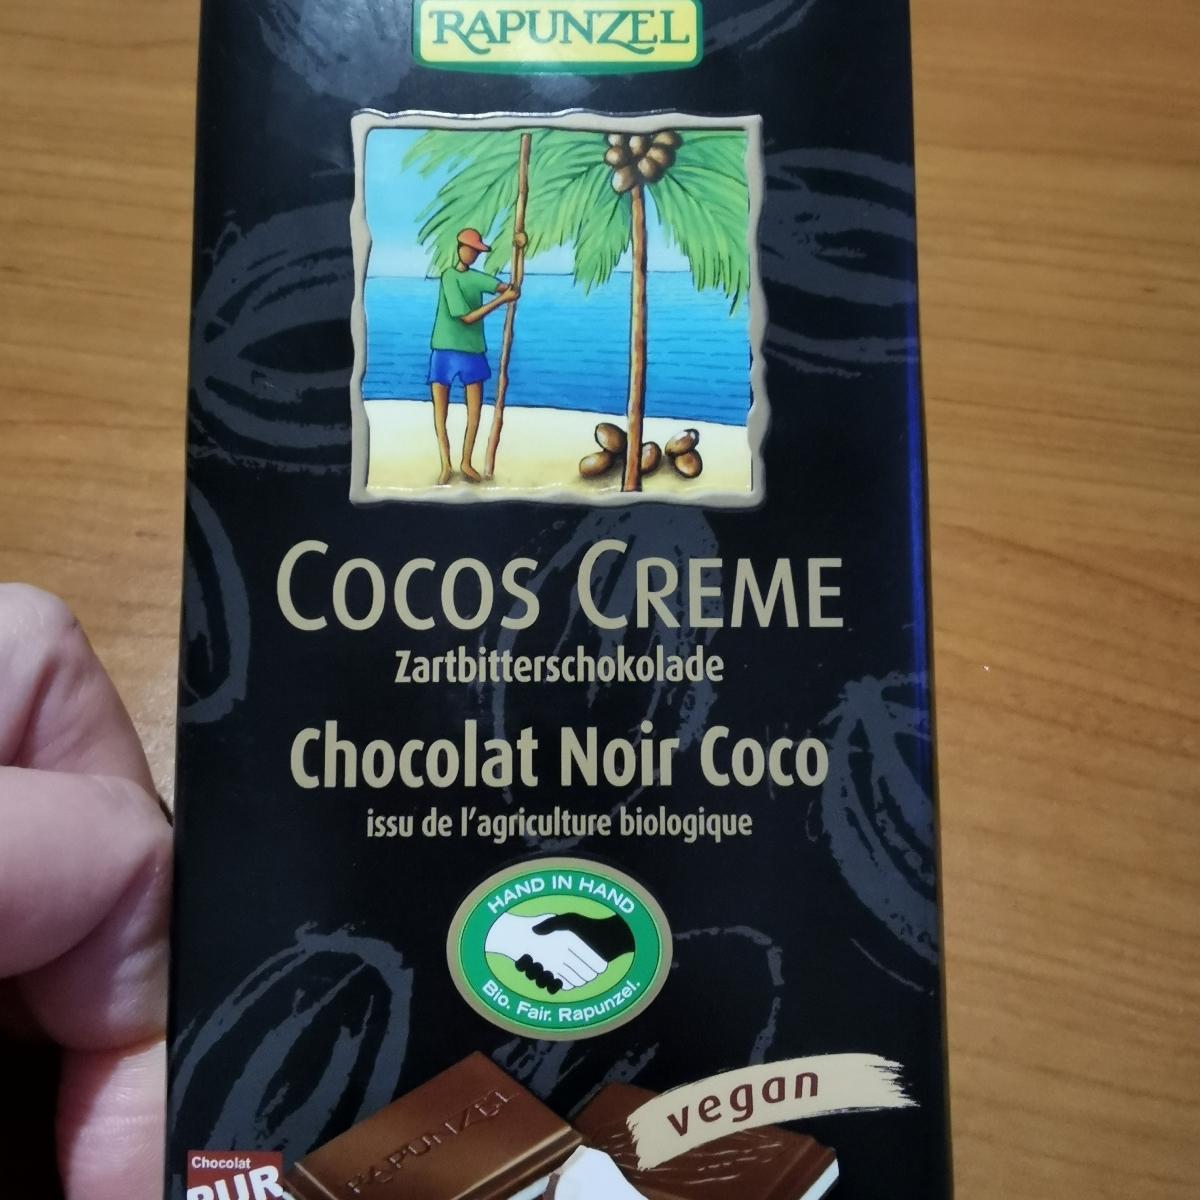 RAPUNZEL
COCOS CREME
Zartbitterschokolade
Chocolat Noir Coco
issu de l'agriculture biologique
HAND IN HAND
Bio. Fair. Rapunzel.
vegan
RAPUNZEL
Chocolat
PUR